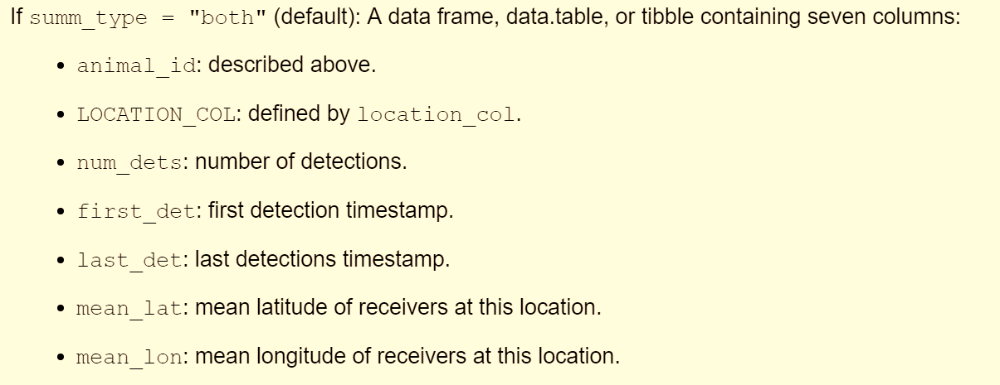 If summ_type = "both" (default): A data frame, data.table, or tibble containing seven columns:
• animal_id: described above.
• LOCATION_COL: defined by location_col.
• num_dets: number of detections.
• first_det: first detection timestamp.
• last_det: last detections timestamp.
• mean_lat: mean latitude of receivers at this location.
• mean_lon: mean longitude of receivers at this location.